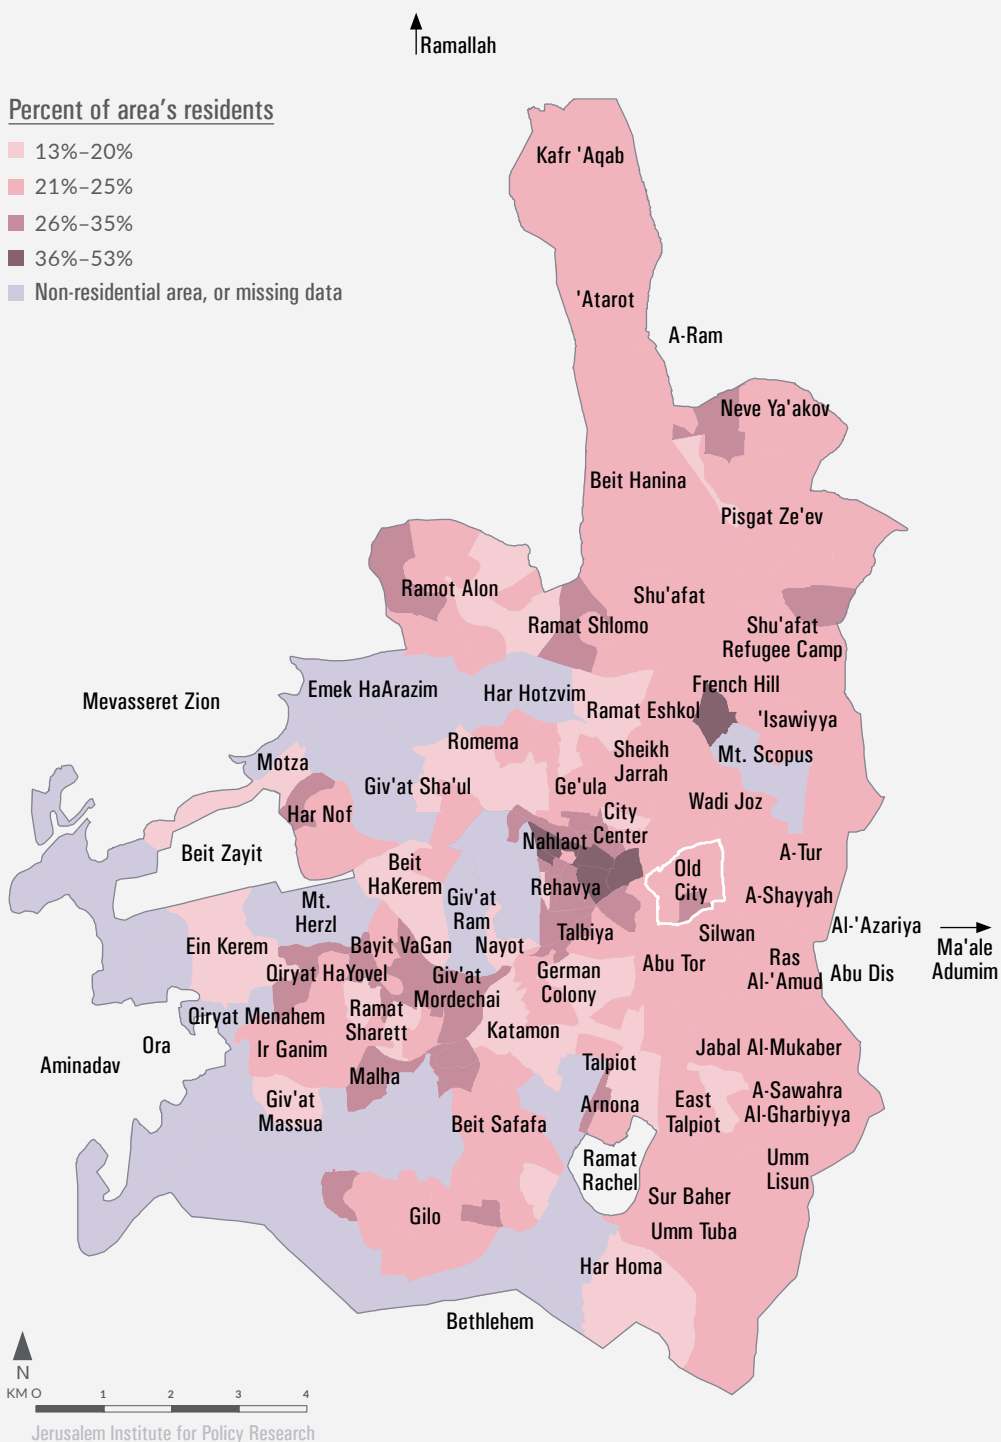 Ramallah
Percent of area's residents
13%–20%
21%–25%
26%–35%
36%–53%
Non-residential area, or missing data
Kafr 'Aqab
'Atarot
A-Ram
Neve Ya'akov
Beit Hanina
Pisgat Ze'ev
Ramot Alon
Shu'afat
Ramat Shlomo
Shu'afat
Refugee Camp
Emek HaArazim
Har Hotzvim
French Hill
Mevasseret Zion
Ramat Eshkol
'Isawiyya
Romema
Sheikh
Jarrah
Mt. Scopus
Motza
Giv'at Sha'ul
Ge'ula
Wadi Joz
Har Nof
City
Center
Nahlaot
Beit Zayit
Beit
HaKerem
Old
City
A-Tur
Rehavya
Mt.
Herzl
Giv'at
Ram
A-Shayyah
Al-'Azariya
Ein Kerem
Bayit VaGan
Nayot
Talbiya
Silwan
Ma'ale
Adumim
Qiryat HaYovel
Giv'at
Mordechai
German
Colony
Abu Tor
Ras
Al-'Amud
Abu Dis
Qiryat Menahem
Ramat
Sharett
Katamon
Ora
Ir Ganim
Jabal Al-Mukaber
Aminadav
Malha
Talpiot
Giv'at
Massua
Arnona
East
Talpiot
A-Sawahra
Al-Gharbiyya
Beit Safafa
Ramat
Rachel
Umm
Lisun
Sur Baher
Gilo
Umm Tuba
Har Homa
Bethlehem
N
KM 0 1 2 3 4
Jerusalem Institute for Policy Research